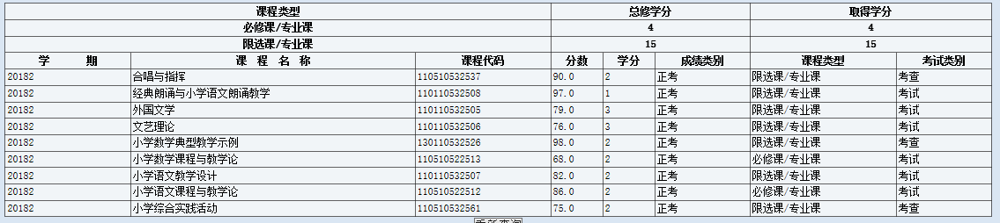 课程类型 总修学分 取得学分
必修课/专业课 4 4
限选课/专业课 15 15
学 期 课 程 名 称 课程代码 分数 学分 成绩类别 课程类型 考试类别
20182 合唱与指挥 110510532537 90.0 2 正考 限选课/专业课 考查
20182 经典朗诵与小学语文朗诵教学 110110532508 97.0 1 正考 限选课/专业课 考试
20182 外国文学 110110532505 79.0 3 正考 限选课/专业课 考试
20182 文艺理论 110110532506 76.0 3 正考 限选课/专业课 考试
20182 小学数学典型教学示例 130110532526 98.0 2 正考 限选课/专业课 考查
20182 小学数学课程与教学论 110510522513 68.0 2 正考 必修课/专业课 考试
20182 小学语文教学设计 110110532507 82.0 2 正考 限选课/专业课 考试
20182 小学语文课程与教学论 110510522512 86.0 2 正考 必修课/专业课 考试
20182 小学综合实践活动 110510532561 75.0 2 正考 限选课/专业课 考查
重新查询